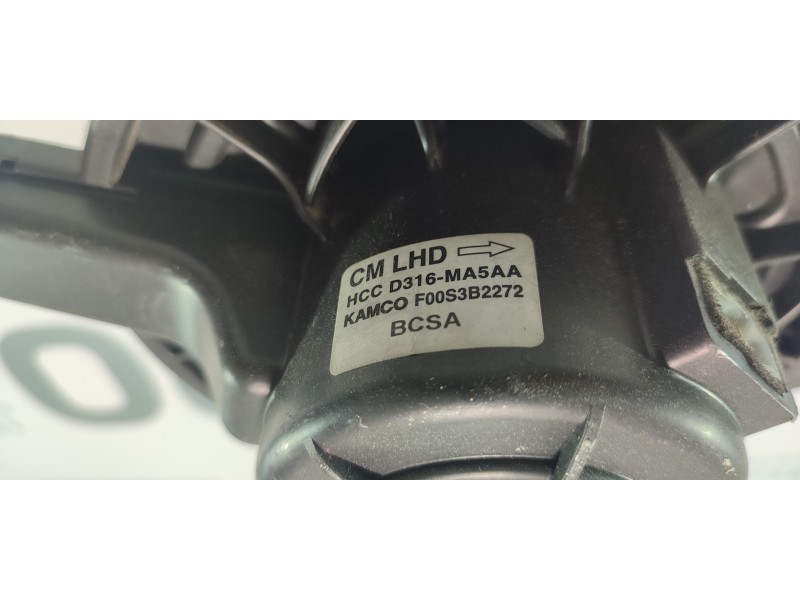 CM LHD
HCC D316-MA5AA
KAMCO F00S3B2272
BCSA